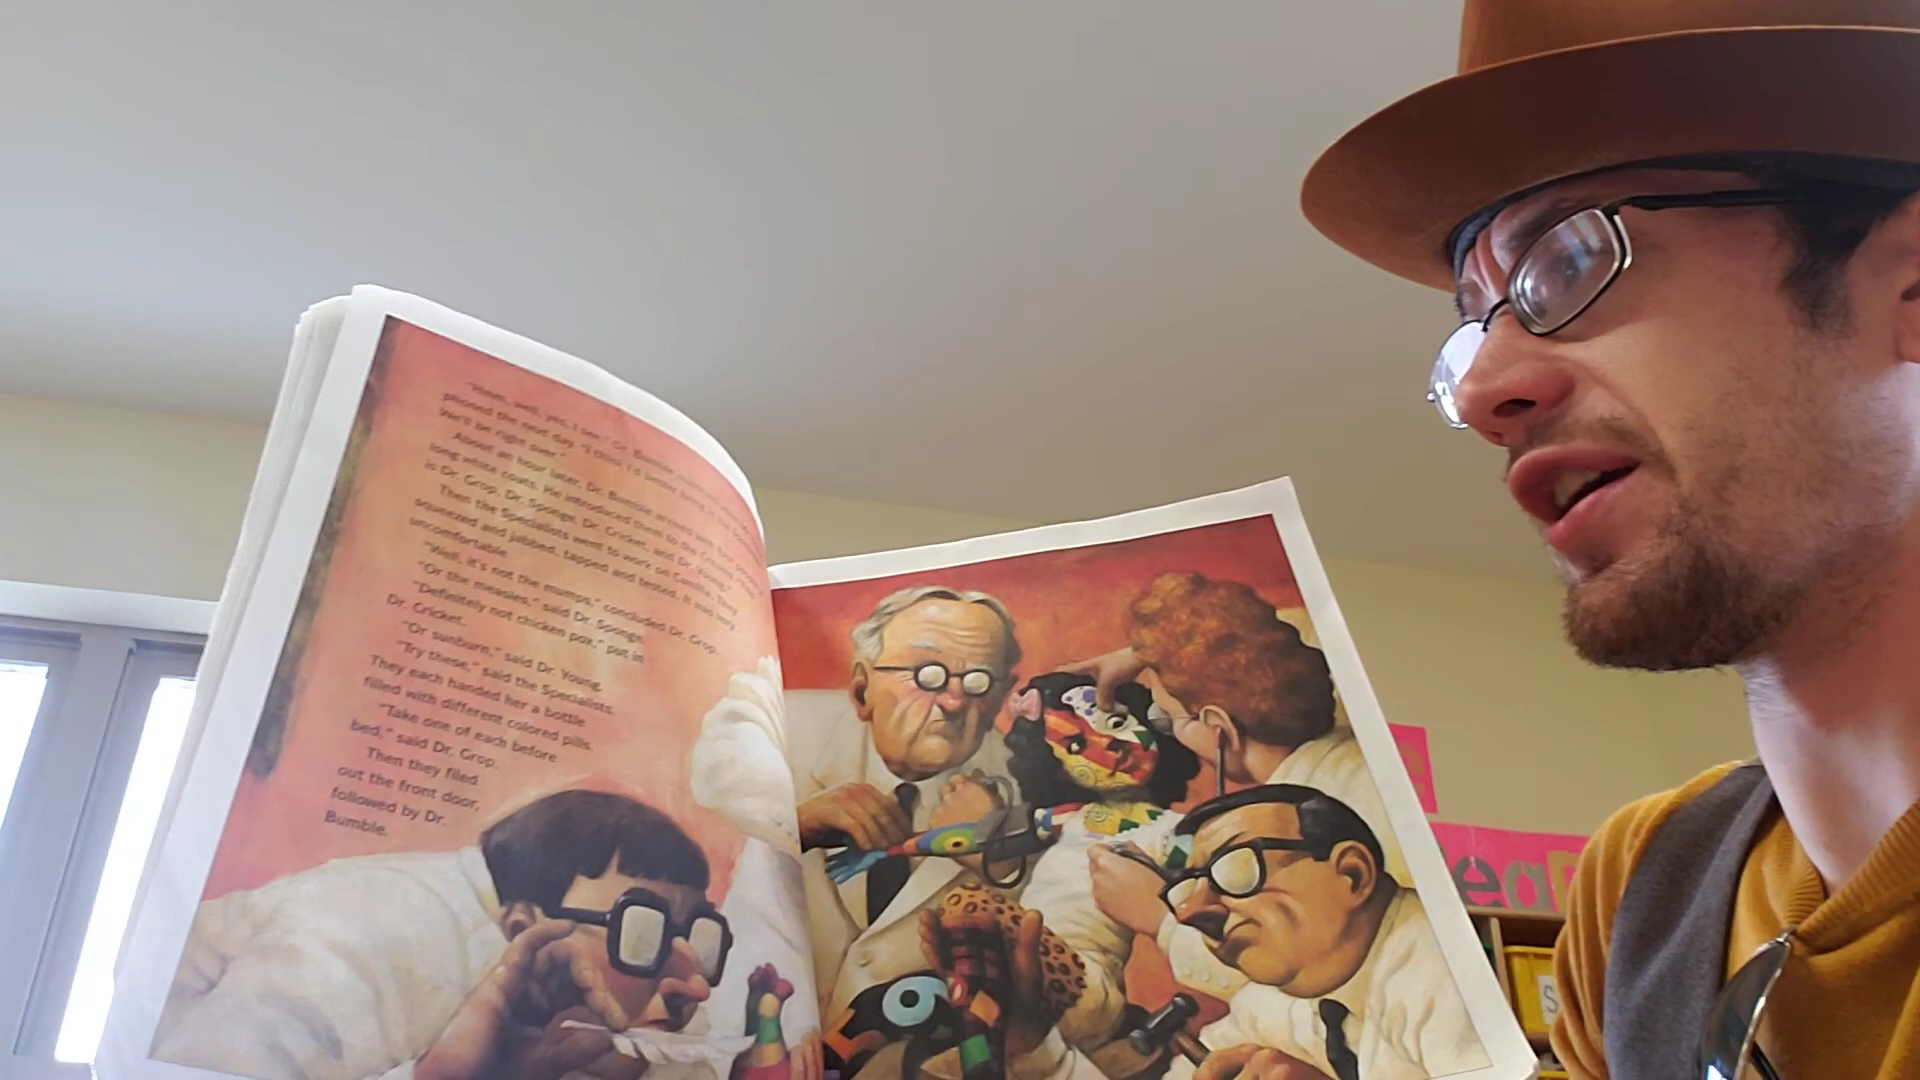 "Hmm, well, yes, I see," Dr. Bumble
phoned the next day. "I think I'd better bring in the
We'll be right over."
About an hour later, Dr. Bumble arrived with four
long white coats. He introduced them to the Creams.
is Dr. Grop, Dr. Sponge, Dr. Cricket, and Dr. Young."
Then the Specialists went to work on Camilla. They
squeezed and jabbed, tapped and tested. It was very
uncomfortable.
"Well, it's not the mumps," concluded Dr. Grop.
"Or the measles," said Dr. Sponge.
"Definitely not chicken pox," put in
Dr. Cricket.
"Or sunburn," said Dr. Young.
"Try these," said the Specialists.
They each handed her a bottle
filled with different colored pills.
"Take one of each before
bed," said Dr. Grop.
Then they filed
out the front door,
followed by Dr.
Bumble.
ea
S